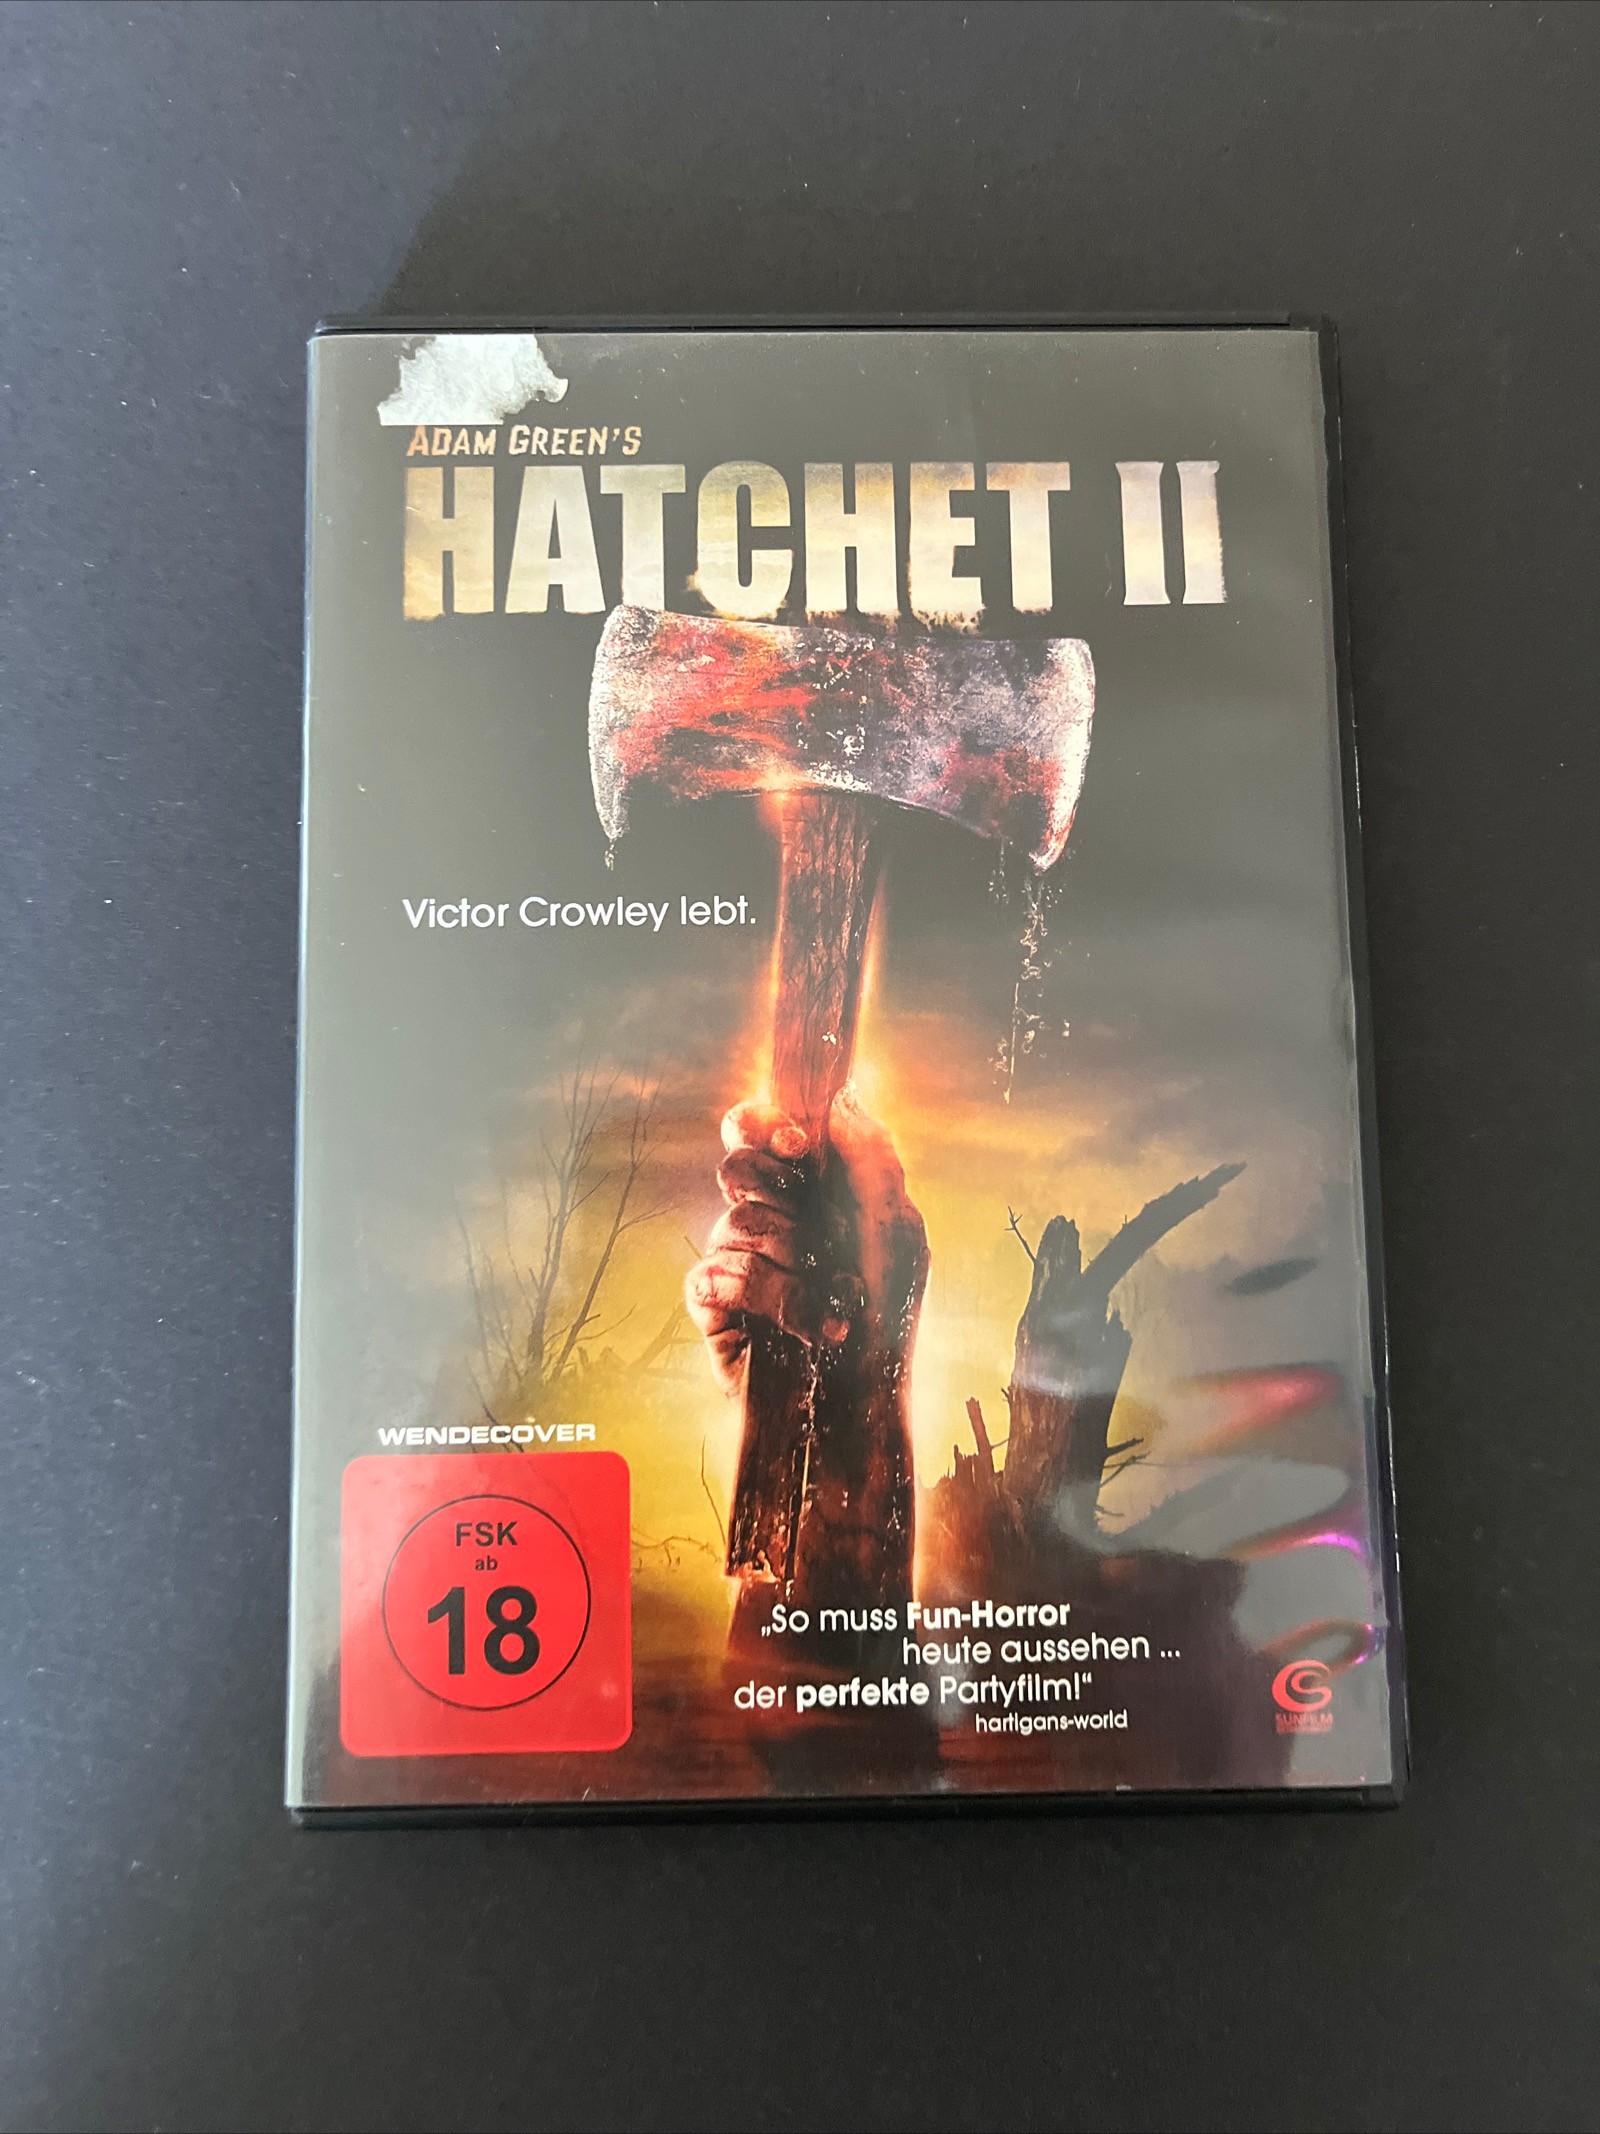 ADAM GREEN'S
HATCHET II
Victor Crowley lebt.
WENDECOVER
FSK
ab
18
„So muss Fun-Horror
heute aussehen ...
der perfekte Partyfilm!“
hartigans-world
SUNFILM